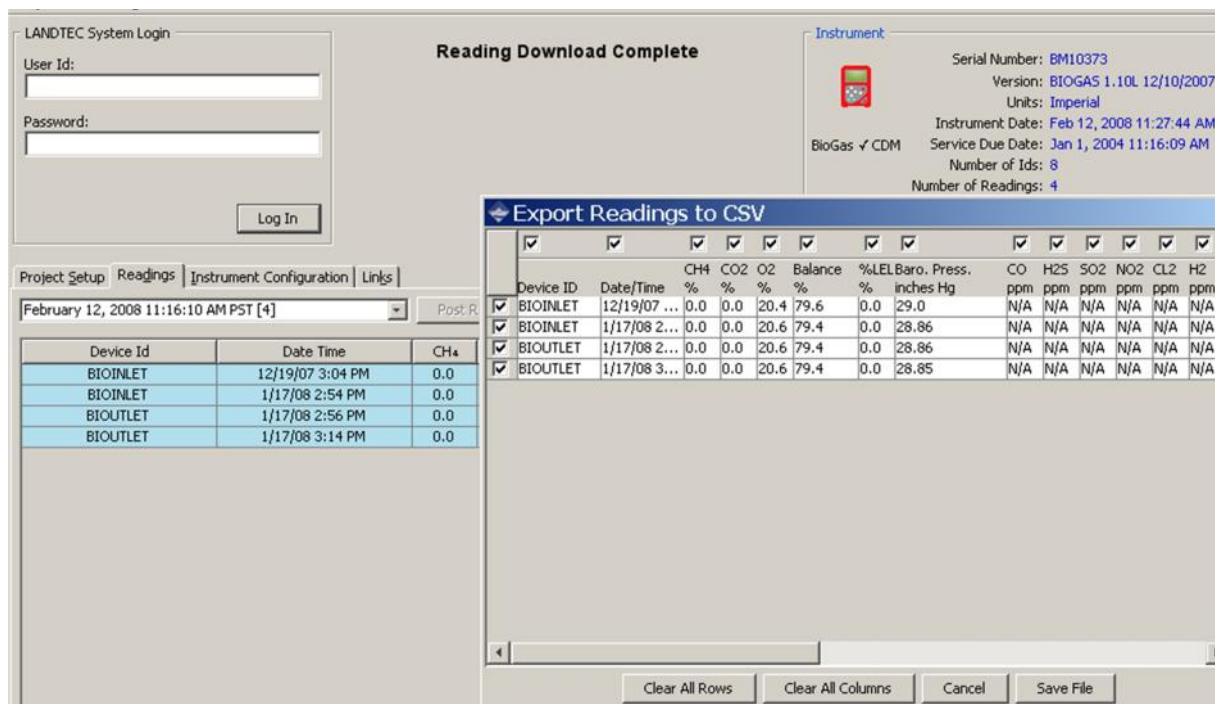 LANDTEC System Login
User Id:
Password:
Log In
Reading Download Complete
Instrument
BioGas √ CDM
Serial Number: BM10373
Version: BIOGAS 1.10L 12/10/2007
Units: Imperial
Instrument Date: Feb 12, 2008 11:27:44 AM
Service Due Date: Jan 1, 2004 11:16:09 AM
Number of Ids: 8
Number of Readings: 4
Project Setup Readings Instrument Configuration Links
February 12, 2008 11:16:10 AM PST [4] Post R
Device Id Date Time CH4
BIOINLET 12/19/07 3:04 PM 0.0
BIOINLET 1/17/08 2:54 PM 0.0
BIOUTLET 1/17/08 2:56 PM 0.0
BIOUTLET 1/17/08 3:14 PM 0.0
Export Readings to CSV
CH4 CO2 O2 Balance %LEL Baro. Press. CO H2S SO2 NO2 CL2 H2
Device ID Date/Time % % % % % inches Hg ppm ppm ppm ppm ppm ppm
BIOINLET 12/19/07 ... 0.0 0.0 20.4 79.6 0.0 29.0 N/A N/A N/A N/A N/A N/A
BIOINLET 1/17/08 2... 0.0 0.0 20.6 79.4 0.0 28.86 N/A N/A N/A N/A N/A N/A
BIOUTLET 1/17/08 2... 0.0 0.0 20.6 79.4 0.0 28.86 N/A N/A N/A N/A N/A N/A
BIOUTLET 1/17/08 3... 0.0 0.0 20.6 79.4 0.0 28.85 N/A N/A N/A N/A N/A N/A
Clear All Rows Clear All Columns Cancel Save File